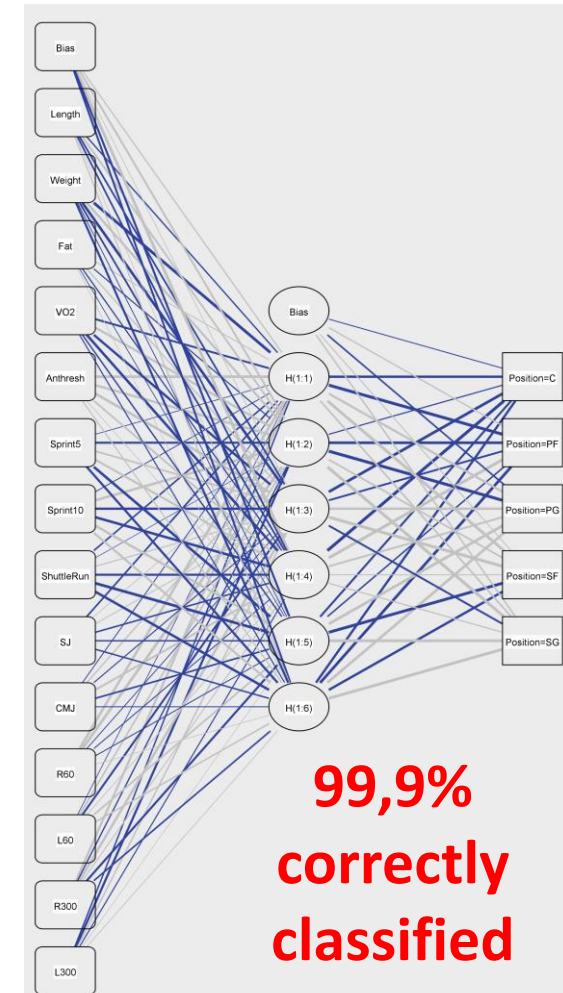 Bias
Length
Weight
Fat
VO2
Anthresh
Sprint5
Sprint10
ShuttleRun
SJ
CMJ
R60
L60
R300
L300
Bias
H(1:1)
H(1:2)
H(1:3)
H(1:4)
H(1:5)
H(1:6)
Position=C
Position=PF
Position=PG
Position=SF
Position=SG
99,9%
correctly
classified